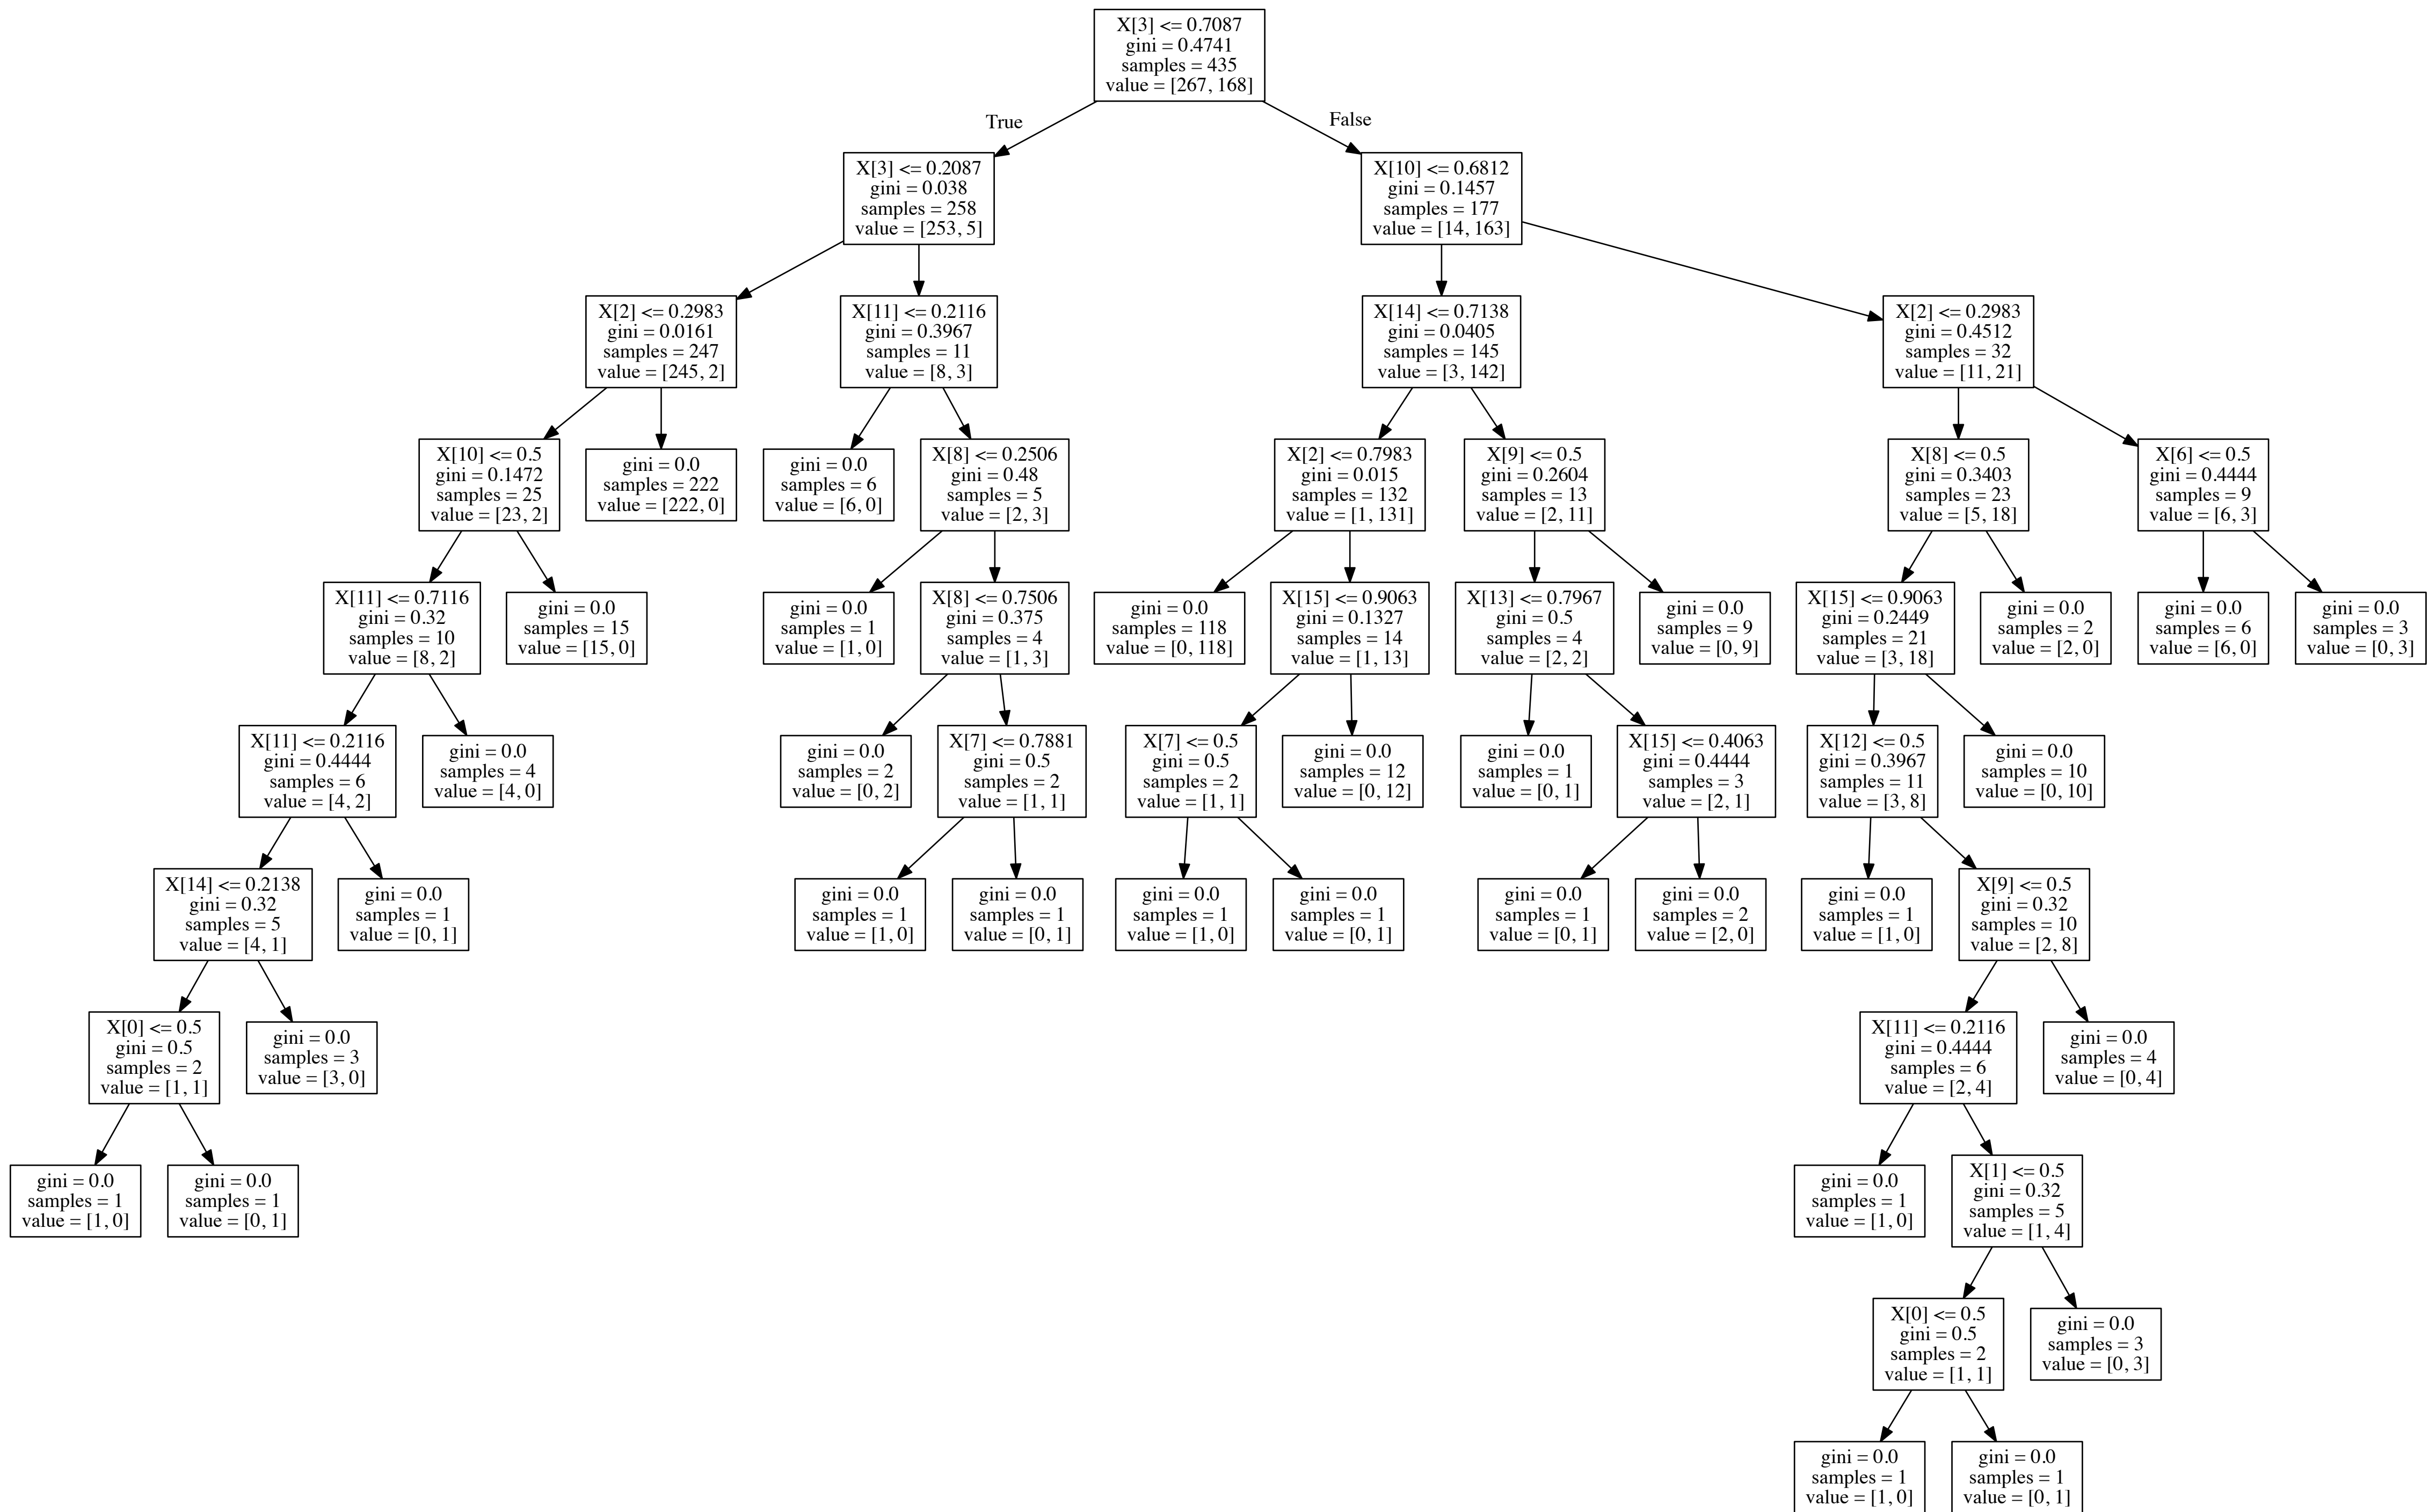 X[3] <= 0.7087
gini = 0.4741
samples = 435
value = [267, 168]
True
False
X[3] <= 0.2087
gini = 0.038
samples = 258
value = [253, 5]
X[10] <= 0.6812
gini = 0.1457
samples = 177
value = [14, 163]
X[2] <= 0.2983
gini = 0.0161
samples = 247
value = [245, 2]
X[11] <= 0.2116
gini = 0.3967
samples = 11
value = [8, 3]
X[14] <= 0.7138
gini = 0.0405
samples = 145
value = [3, 142]
X[2] <= 0.2983
gini = 0.4512
samples = 32
value = [11, 21]
X[10] <= 0.5
gini = 0.1472
samples = 25
value = [23, 2]
gini = 0.0
samples = 222
value = [222, 0]
gini = 0.0
samples = 6
value = [6, 0]
X[8] <= 0.2506
gini = 0.48
samples = 5
value = [2, 3]
X[2] <= 0.7983
gini = 0.015
samples = 132
value = [1, 131]
X[9] <= 0.5
gini = 0.2604
samples = 13
value = [2, 11]
X[8] <= 0.5
gini = 0.3403
samples = 23
value = [5, 18]
X[6] <= 0.5
gini = 0.4444
samples = 9
value = [6, 3]
X[11] <= 0.7116
gini = 0.32
samples = 10
value = [8, 2]
gini = 0.0
samples = 15
value = [15, 0]
gini = 0.0
samples = 1
value = [1, 0]
X[8] <= 0.7506
gini = 0.375
samples = 4
value = [1, 3]
gini = 0.0
samples = 118
value = [0, 118]
X[15] <= 0.9063
gini = 0.1327
samples = 14
value = [1, 13]
X[13] <= 0.7967
gini = 0.5
samples = 4
value = [2, 2]
gini = 0.0
samples = 9
value = [0, 9]
X[15] <= 0.9063
gini = 0.2449
samples = 21
value = [3, 18]
gini = 0.0
samples = 2
value = [2, 0]
gini = 0.0
samples = 6
value = [6, 0]
gini = 0.0
samples = 3
value = [0, 3]
X[11] <= 0.2116
gini = 0.4444
samples = 6
value = [4, 2]
gini = 0.0
samples = 4
value = [4, 0]
gini = 0.0
samples = 2
value = [0, 2]
X[7] <= 0.7881
gini = 0.5
samples = 2
value = [1, 1]
X[7] <= 0.5
gini = 0.5
samples = 2
value = [1, 1]
gini = 0.0
samples = 12
value = [0, 12]
gini = 0.0
samples = 1
value = [0, 1]
X[15] <= 0.4063
gini = 0.4444
samples = 3
value = [2, 1]
X[12] <= 0.5
gini = 0.3967
samples = 11
value = [3, 8]
gini = 0.0
samples = 10
value = [0, 10]
X[14] <= 0.2138
gini = 0.32
samples = 5
value = [4, 1]
gini = 0.0
samples = 1
value = [0, 1]
gini = 0.0
samples = 1
value = [1, 0]
gini = 0.0
samples = 1
value = [0, 1]
gini = 0.0
samples = 1
value = [1, 0]
gini = 0.0
samples = 1
value = [0, 1]
gini = 0.0
samples = 1
value = [0, 1]
gini = 0.0
samples = 2
value = [2, 0]
gini = 0.0
samples = 1
value = [1, 0]
X[9] <= 0.5
gini = 0.32
samples = 10
value = [2, 8]
X[0] <= 0.5
gini = 0.5
samples = 2
value = [1, 1]
gini = 0.0
samples = 3
value = [3, 0]
X[11] <= 0.2116
gini = 0.4444
samples = 6
value = [2, 4]
gini = 0.0
samples = 4
value = [0, 4]
gini = 0.0
samples = 1
value = [1, 0]
gini = 0.0
samples = 1
value = [0, 1]
gini = 0.0
samples = 1
value = [1, 0]
X[1] <= 0.5
gini = 0.32
samples = 5
value = [1, 4]
X[0] <= 0.5
gini = 0.5
samples = 2
value = [1, 1]
gini = 0.0
samples = 3
value = [0, 3]
gini = 0.0
samples = 1
value = [1, 0]
gini = 0.0
samples = 1
value = [0, 1]